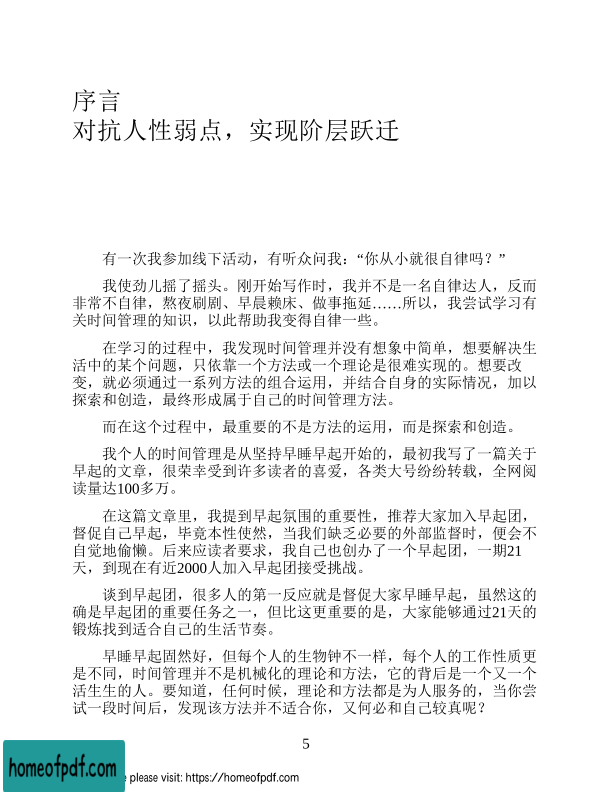 序言
对抗人性弱点，实现阶层跃迁
有一次我参加线下活动，有听众问我：“你从小就很自律吗？”
我使劲儿摇了摇头。刚开始写作时，我并不是一名自律达人，反而
非常不自律，熬夜刷剧、早晨赖床、做事拖延……所以，我尝试学习有
关时间管理的知识，以此帮助我变得自律一些。
在学习的过程中，我发现时间管理并没有想象中简单，想要解决生
活中的某个问题，只依靠一个方法或一个理论是很难实现的。想要改
变，就必须通过一系列方法的组合运用，并结合自身的实际情况，加以
探索和创造，最终形成属于自己的时间管理方法。
而在这个过程中，最重要的不是方法的运用，而是探索和创造。
我个人的时间管理是从坚持早睡早起开始的，最初我写了一篇关于
早起的文章，很荣幸受到许多读者的喜爱，各类大号纷纷转载，全网阅
读量达100多万。
在这篇文章里，我提到早起氛围的重要性，推荐大家加入早起团，
督促自己早起，毕竟本性使然，当我们缺乏必要的外部监督时，便会不
自觉地偷懒。后来应读者要求，我自己也创办了一个早起团，一期21
天，到现在有近2000人加入早起团接受挑战。
谈到早起团，很多人的第一反应就是督促大家早睡早起，虽然这的
确是早起团的重要任务之一，但比这更重要的是，大家能够通过21天的
锻炼找到适合自己的生活节奏。
早睡早起固然好，但每个人的生物钟不一样，每个人的工作性质更
是不同，时间管理并不是机械化的理论和方法，它的背后是一个又一个
活生生的人。要知道，任何时候，理论和方法都是为人服务的，当你尝
试一段时间后，发现该方法并不适合你，又何必和自己较真呢？
5
homeofpdf.com
please visit: https://homeofpdf.com